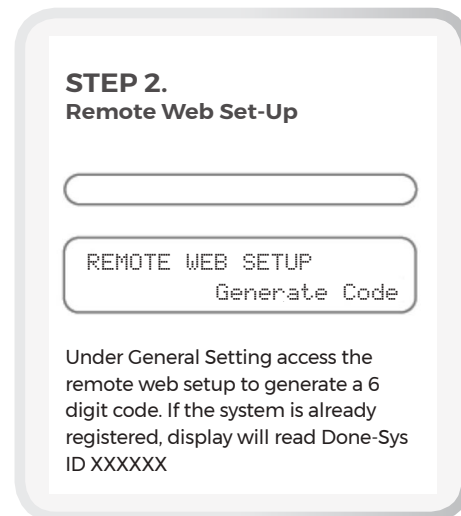 STEP 2.
Remote Web Set-Up
REMOTE WEB SETUP
Generate Code
Under General Setting access the
remote web setup to generate a 6
digit code. If the system is already
registered, display will read Done-Sys
ID XXXXXX